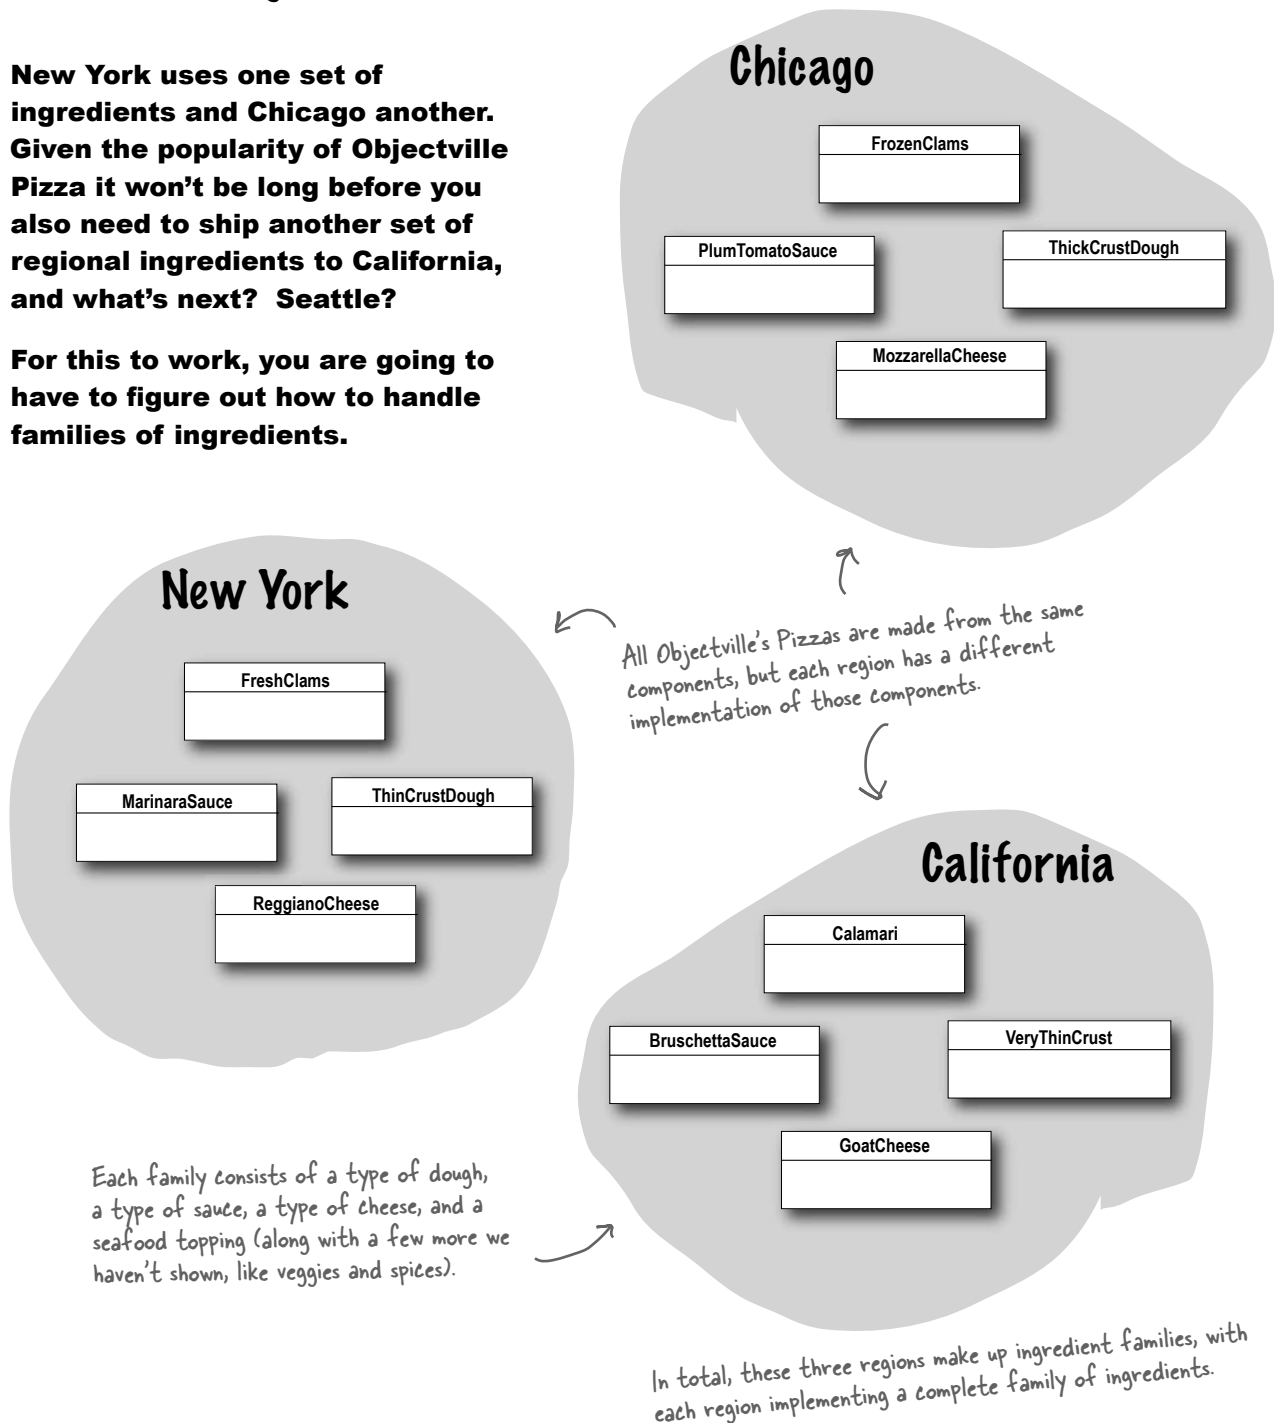 New York uses one set of
ingredients and Chicago another.
Given the popularity of Objectville
Pizza it won't be long before you
also need to ship another set of
regional ingredients to California,
and what's next?  Seattle?
For this to work, you are going to
have to figure out how to handle
families of ingredients.
Chicago
FrozenClams
PlumTomatoSauce
ThickCrustDough
MozzarellaCheese
New York
FreshClams
MarinaraSauce
ThinCrustDough
ReggianoCheese
All Objectville's Pizzas are made from the same
components, but each region has a different
implementation of those components.
California
Calamari
BruschettaSauce
VeryThinCrust
GoatCheese
Each family consists of a type of dough,
a type of sauce, a type of cheese, and a
seafood topping (along with a few more we
haven't shown, like veggies and spices).
In total, these three regions make up ingredient families, with
each region implementing a complete family of ingredients.